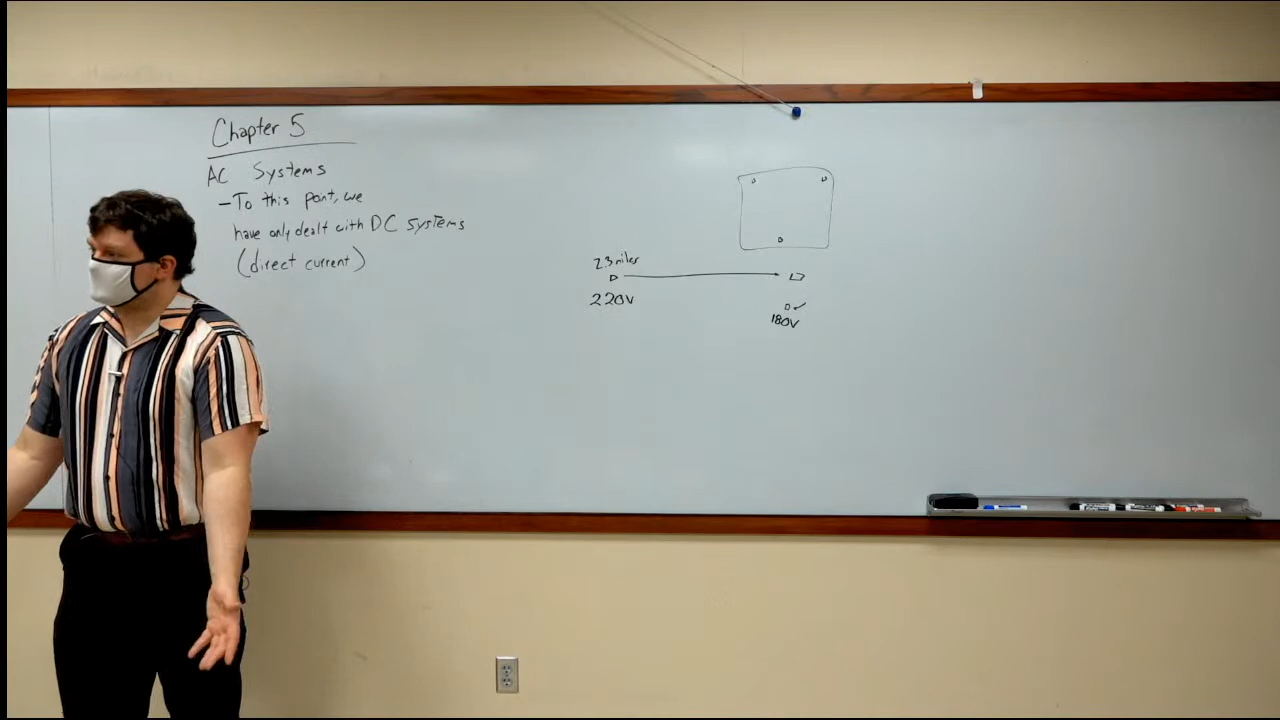 Chapter 5
AC Systems
- To this point, we
have only dealt with DC Systems
(direct current)
23 miles
220V
180V